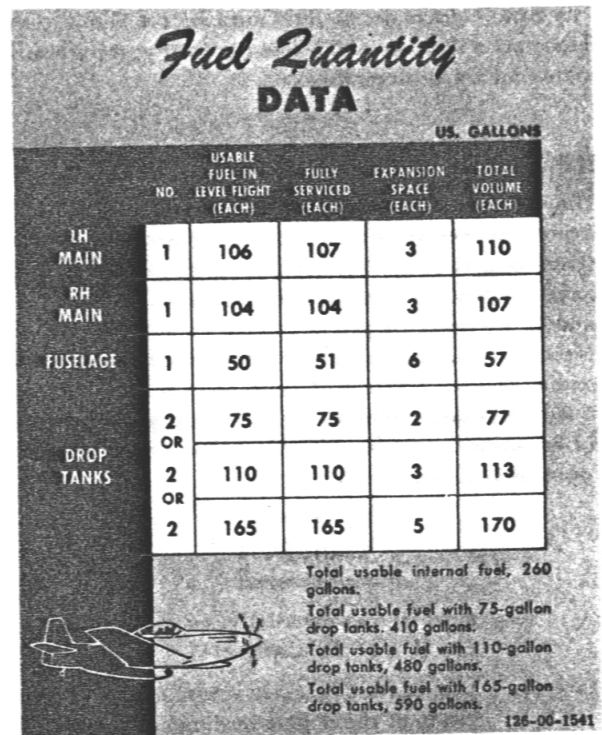 Fuel Quantity
DATA
US. GALLONS
NO.
USABLE
FUEL IN
LEVEL FLIGHT
(EACH)
FULLY
SERVICED
(EACH)
EXPANSION
SPACE
(EACH)
TOTAL
VOLUME
(EACH)
LH
MAIN
1 106 107 3 110
RH
MAIN
1 104 104 3 107
FUSELAGE 1 50 51 6 57
DROP
TANKS
2 75 75 2 77
OR
2 110 110 3 113
OR
2 165 165 5 170
Total usable internal fuel, 260
gallons.
Total usable fuel with 75-gallon
drop tanks. 410 gallons.
Total usable fuel with 110-gallon
drop tanks, 480 gallons.
Total usable fuel with 165-gallon
drop tanks, 590 gallons.
126-00-1541